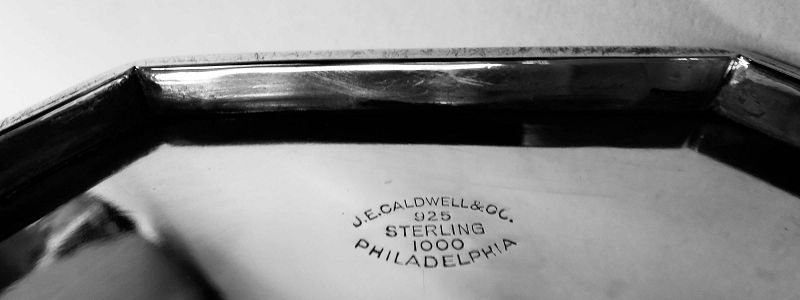 J.E.CALDWELL&CO.
925
STERLING
1000
PHILADELPHIA